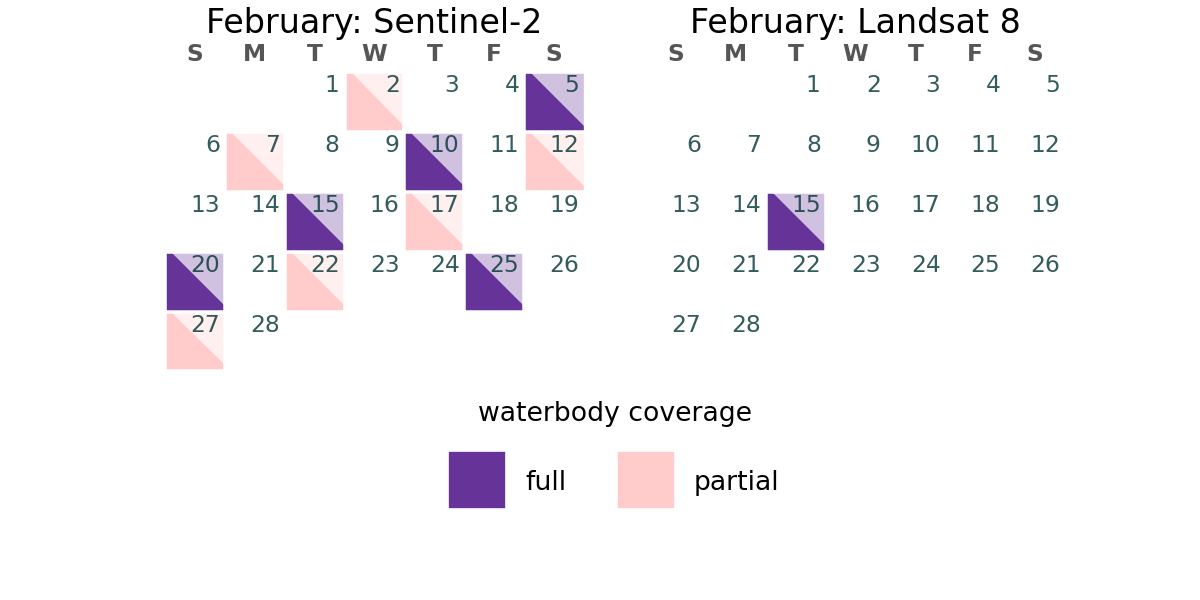 February: Sentinel-2
S M T W T F S
1 2 3 4 5
6 7 8 9 10 11 12
13 14 15 16 17 18 19
20 21 22 23 24 25 26
27 28
February: Landsat 8
S M T W T F S
1 2 3 4 5
6 7 8 9 10 11 12
13 14 15 16 17 18 19
20 21 22 23 24 25 26
27 28
waterbody coverage
full
partial